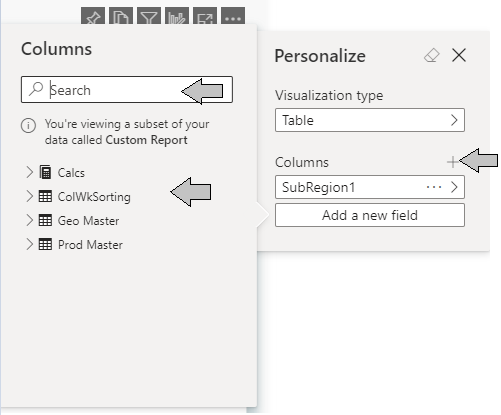 Columns
Search
You're viewing a subset of your
data called Custom Report
Calcs
ColWkSorting
Geo Master
Prod Master
Personalize
Visualization type
Table
Columns
SubRegion1
Add a new field